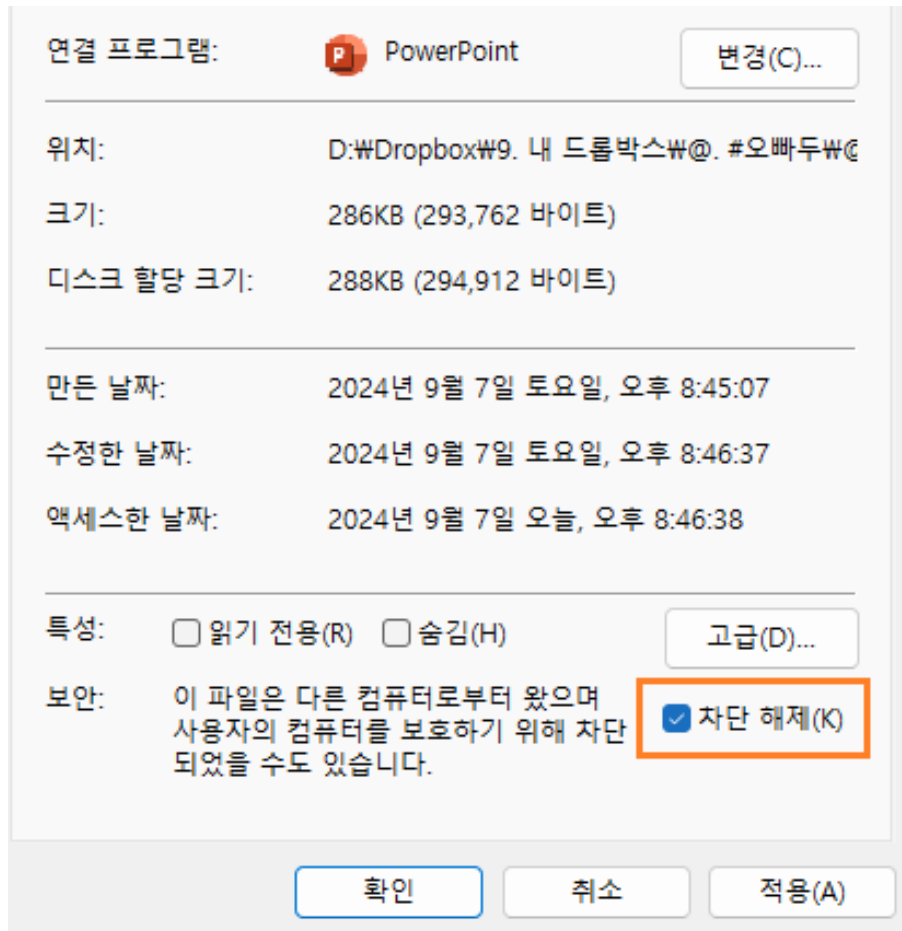 연결 프로그램: PowerPoint 변경(C)...
위치: D:₩Dropbox₩9. 내 드롭박스₩@. #오빠두₩@
크기: 286KB (293,762 바이트)
디스크 할당 크기: 288KB (294,912 바이트)
만든 날짜: 2024년 9월 7일 토요일, 오후 8:45:07
수정한 날짜: 2024년 9월 7일 토요일, 오후 8:46:37
액세스한 날짜: 2024년 9월 7일 오늘, 오후 8:46:38
특성: 읽기 전용(R) 숨김(H) 고급(D)...
보안: 이 파일은 다른 컴퓨터로부터 왔으며
사용자의 컴퓨터를 보호하기 위해 차단 차단 해제(K)
되었을 수도 있습니다.
확인 취소 적용(A)